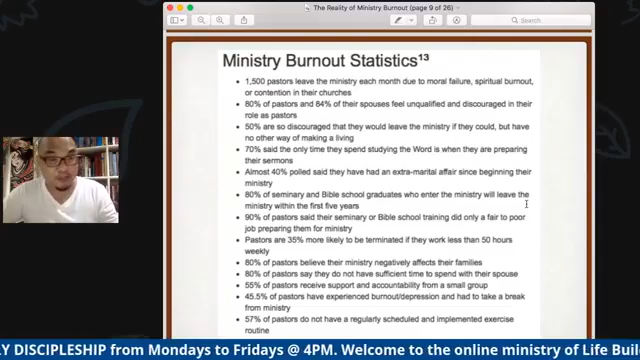 The Reality of Ministry Burnout (page 9 of 26)
Search
Ministry Burnout Statistics¹³
• 1,500 pastors leave the ministry each month due to moral failure, spiritual burnout,
or contention in their churches
• 80% of pastors and 84% of their spouses feel unqualified and discouraged in their
role as pastors
• 50% are so discouraged that they would leave the ministry if they could, but have
no other way of making a living
• 70% said the only time they spend studying the Word is when they are preparing
their sermons
• Almost 40% polled said they have had an extra-marital affair since beginning their
ministry
• 80% of seminary and Bible school graduates who enter the ministry will leave the
ministry within the first five years
• 90% of pastors said their seminary or Bible school training did only a fair to poor
job preparing them for ministry
• Pastors are 35% more likely to be terminated if they work less than 50 hours
weekly
• 80% of pastors believe their ministry negatively affects their families
• 80% of pastors say they do not have sufficient time to spend with their spouse
• 55% of pastors receive support and accountability from a small group
• 45.5% of pastors have experienced burnout/depression and had to take a break
from ministry
• 57% of pastors do not have a regularly scheduled and implemented exercise
routine
Y DISCIPLESHIP from Mondays to Fridays @ 4PM. Welcome to the online ministry of Life Buil